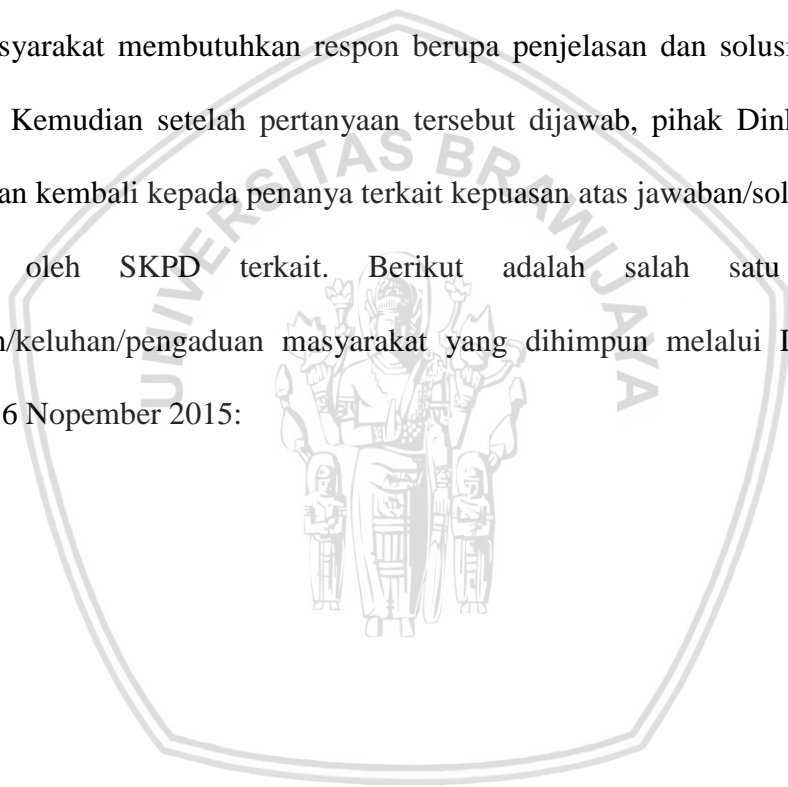 syarakat membutuhkan respon berupa penjelasan dan solusi
Kemudian setelah pertanyaan tersebut dijawab, pihak Din
an kembali kepada penanya terkait kepuasan atas jawaban/sol
oleh SKPD terkait. Berikut adalah salah satu
/keluhan/pengaduan masyarakat yang dihimpun melalui
6 Nopember 2015:
UNIVERSITAS BRAWIJAYA